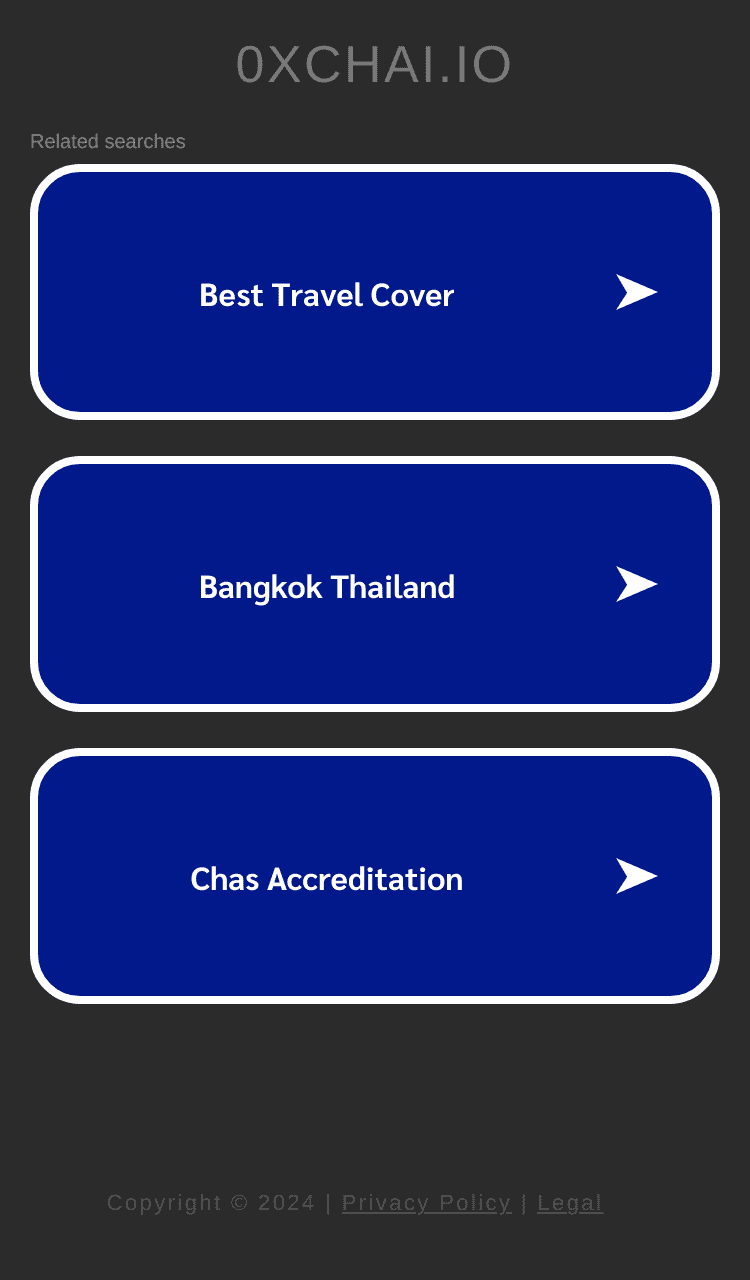 0XCHAI.IO
Related searches
Best Travel Cover
Bangkok Thailand
Chas Accreditation
Copyright © 2024 | Privacy Policy | Legal